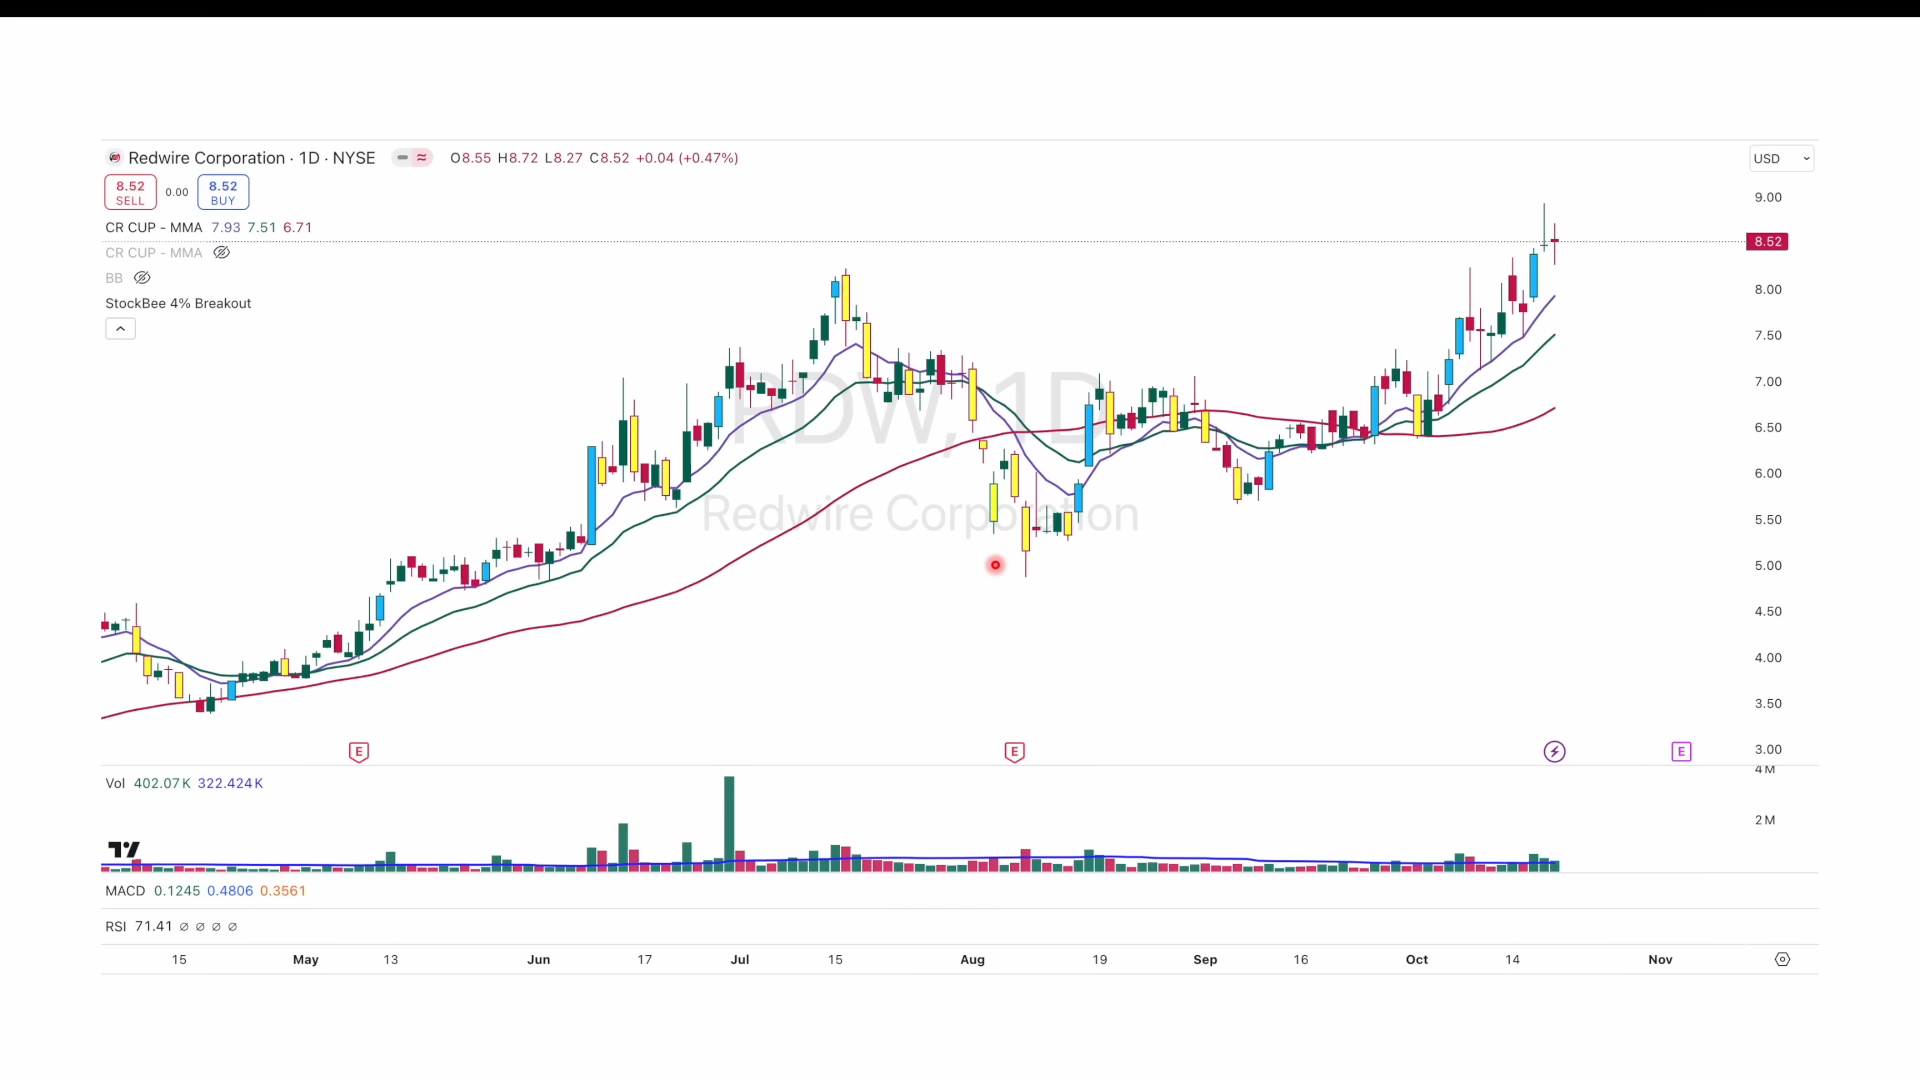 Redwire Corporation · 1D · NYSE O8.55 H8.72 L8.27 C8.52 +0.04 (+0.47%)
USD
8.52 SELL 0.00 8.52 BUY
CR CUP - MMA 7.93 7.51 6.71
CR CUP - MMA
BB
StockBee 4% Breakout
RDW, 1D
Redwire Corporation
9.00
8.52
8.00
7.50
7.00
6.50
6.00
5.50
5.00
4.50
4.00
3.50
3.00
E E E
4 M
Vol 402.07 K 322.424 K
2 M
MACD 0.1245 0.4806 0.3561
RSI 71.41 ∅ ∅ ∅ ∅
15 May 13 Jun 17 Jul 15 Aug 19 Sep 16 Oct 14 Nov